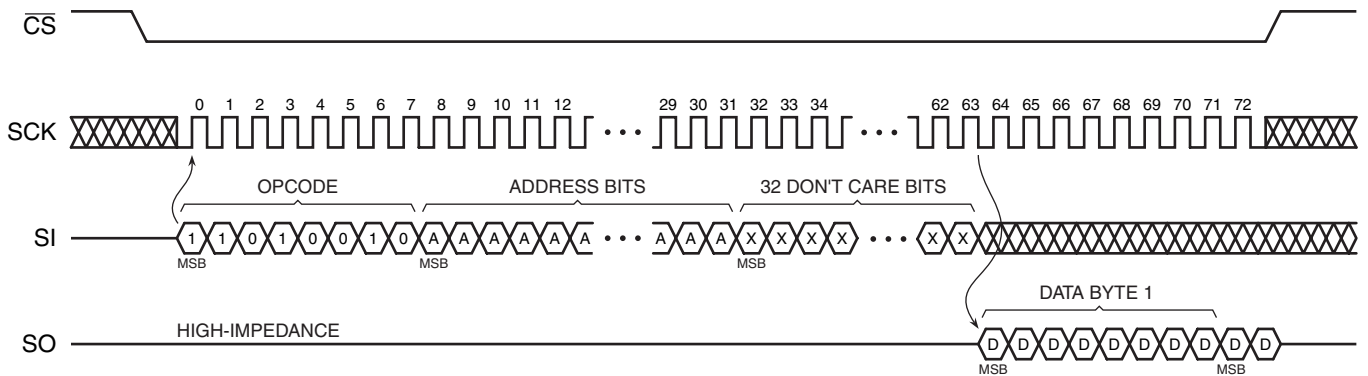 CS
0 1 2 3 4 5 6 7 8 9 10 11 12 29 30 31 32 33 34 62 63 64 65 66 67 68 69 70 71 72
SCK
OPCODE ADDRESS BITS 32 DON'T CARE BITS
SI 1 1 0 1 0 0 1 0 A A A A A A A A A X X X X X X
MSB MSB MSB
DATA BYTE 1
HIGH-IMPEDANCE
SO D D D D D D D D D D
MSB MSB